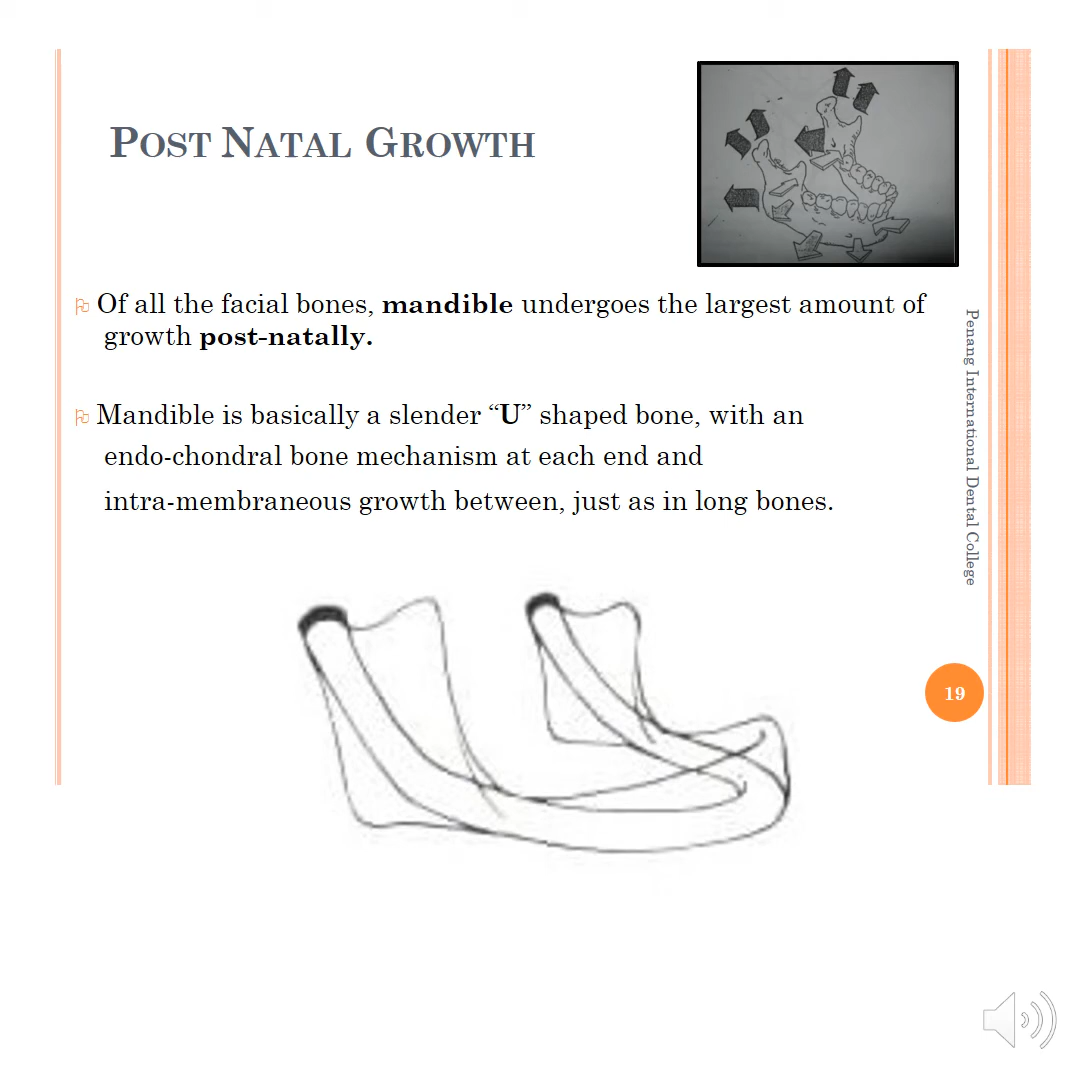 POST NATAL GROWTH
Of all the facial bones, mandible undergoes the largest amount of
growth post-natally.
Mandible is basically a slender “U” shaped bone, with an
endo-chondral bone mechanism at each end and
intra-membraneous growth between, just as in long bones.
Penang International Dental College
19